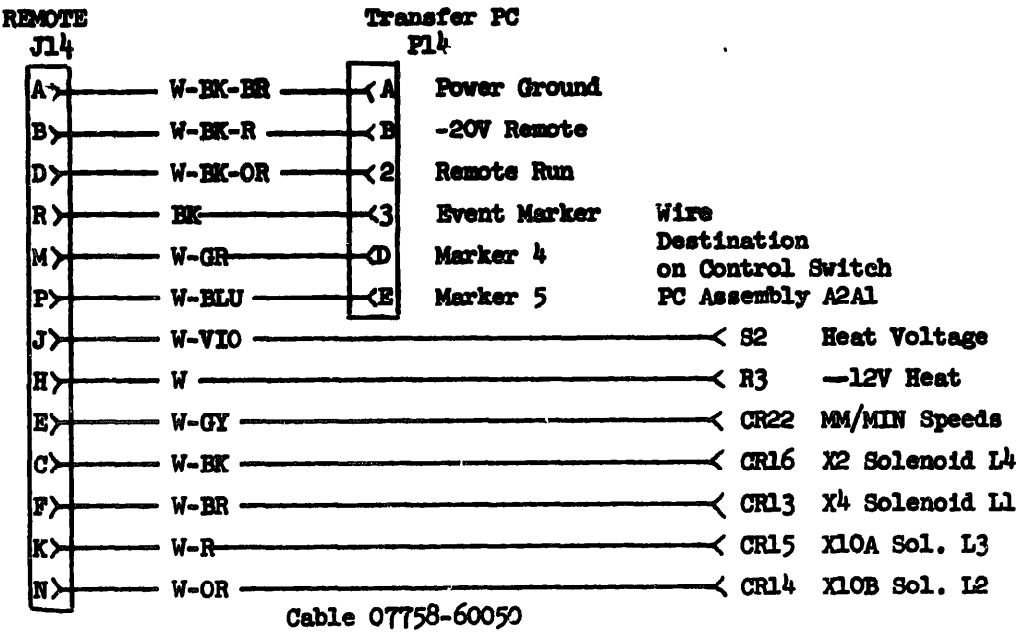 REMOTE Transfer PC
J14 P14
A W-BK-BR A Power Ground
B W-BK-R B -20V Remote
D W-BK-OR 2 Remote Run
R BK 3 Event Marker Wire
Destination
M W-GR D Marker 4
on Control Switch
P W-BLU E Marker 5 PC Assembly A2A1
J W-VIO S2 Heat Voltage
H W R3 -12V Heat
E W-GY CR22 MM/MIN Speeds
C W-BK CR16 X2 Solenoid L4
F W-BR CR13 X4 Solenoid L1
K W-R CR15 X10A Sol. L3
N W-OR CR14 X10B Sol. L2
Cable 07758-60050